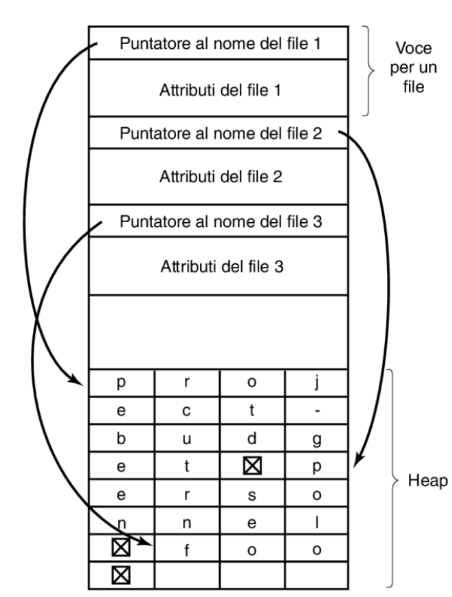 Puntatore al nome del file 1
Voce
per un
file
Attributi del file 1
Puntatore al nome del file 2
Attributi del file 2
Puntatore al nome del file 3
Attributi del file 3
p r o j
e c t -
b u d g
e t ☒ p
e r s o
n n e l
☒ f o o
☒
Heap